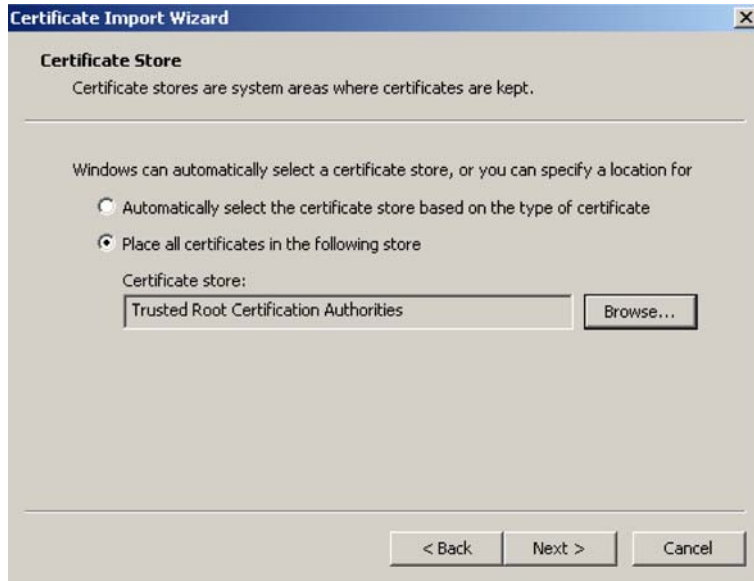 Certificate Import Wizard
Certificate Store
Certificate stores are system areas where certificates are kept.
Windows can automatically select a certificate store, or you can specify a location for
Automatically select the certificate store based on the type of certificate
Place all certificates in the following store
Certificate store:
Trusted Root Certification Authorities
Browse...
< Back
Next >
Cancel